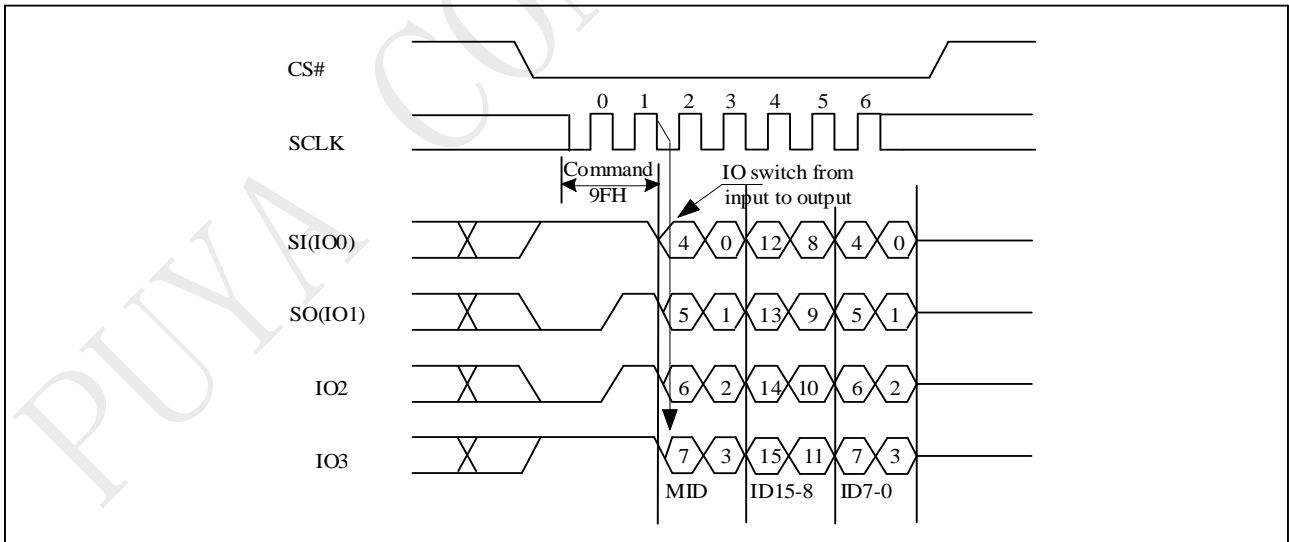 PUYA CO
CS#
0 1 2 3 4 5 6
SCLK
Command
9FH
IO switch from
input to output
SI(IO0)
4 0 12 8 4 0
SO(IO1)
5 1 13 9 5 1
IO2
6 2 14 10 6 2
IO3
7 3 15 11 7 3
MID ID15-8 ID7-0